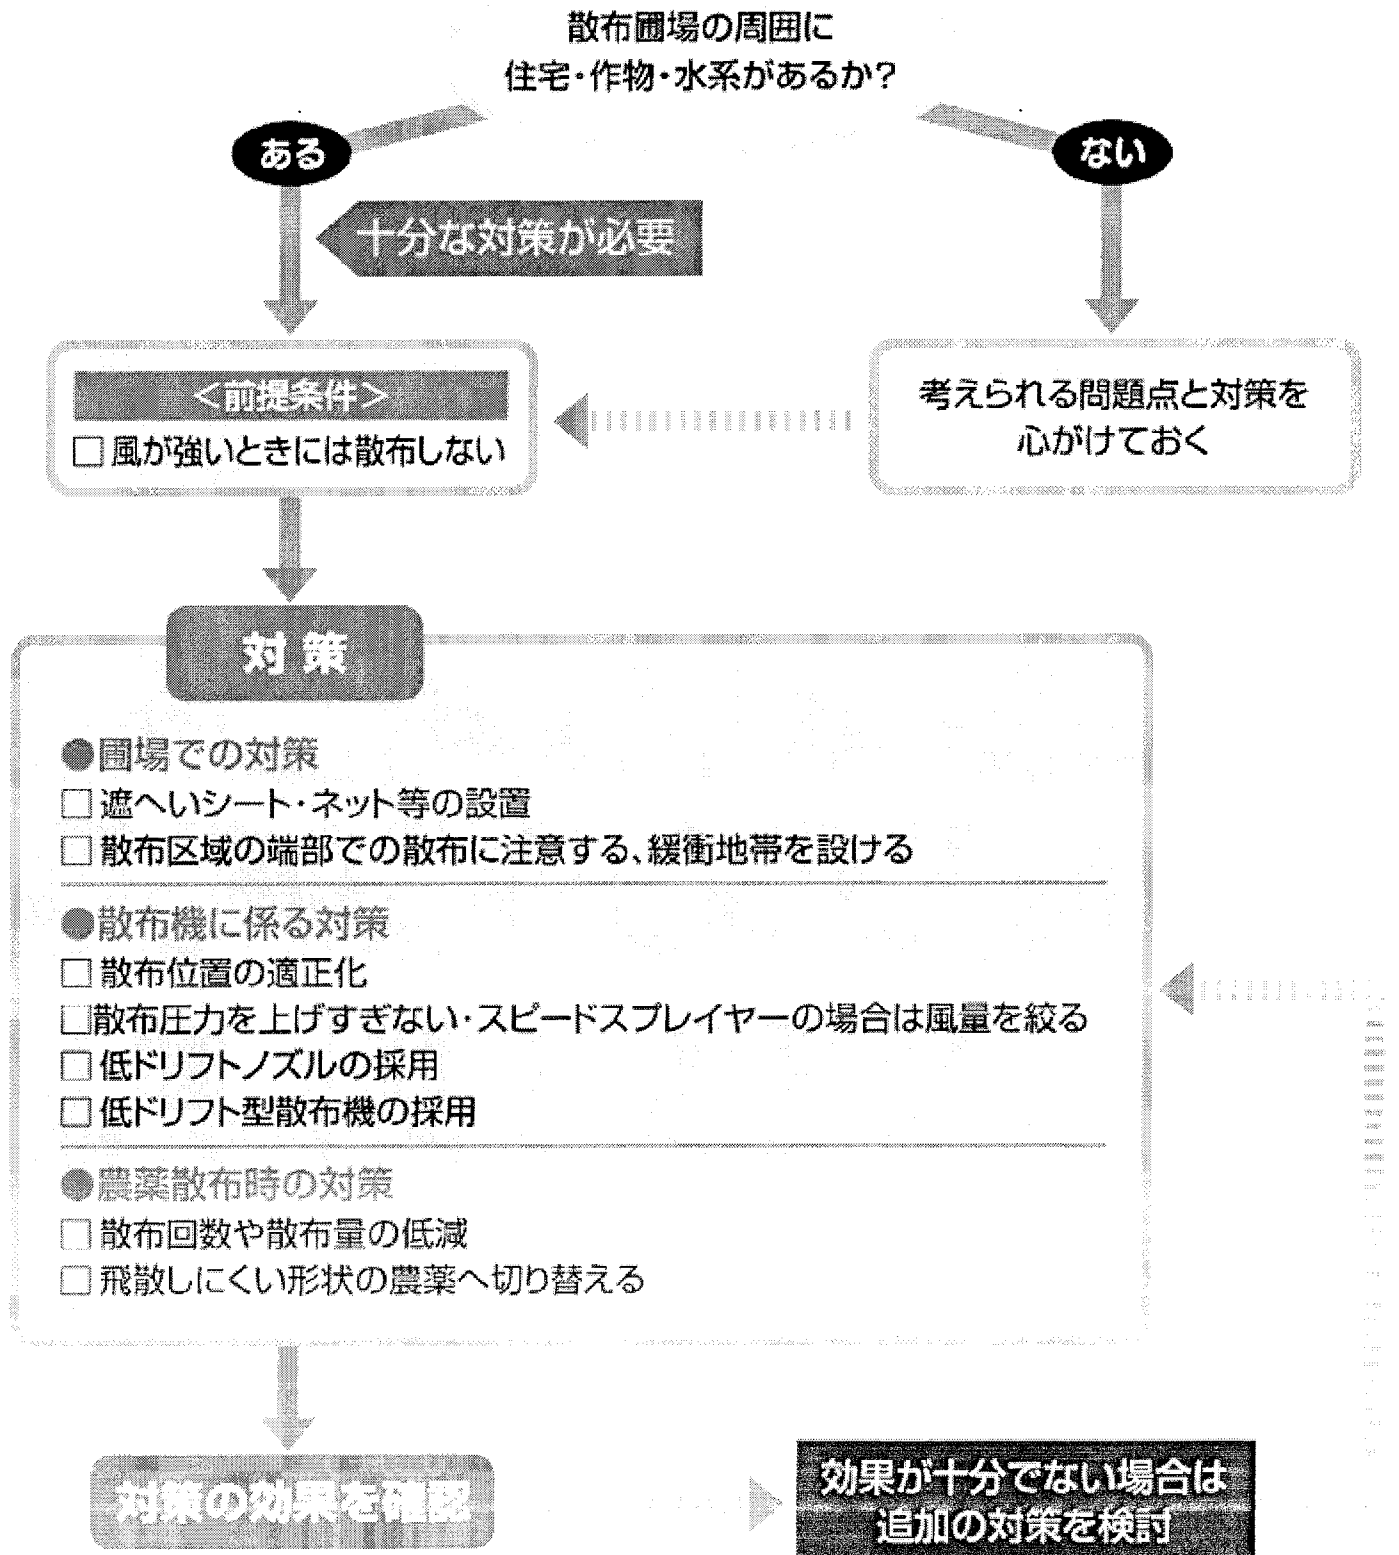 散布圃場の周囲に
住宅・作物・水系があるか?
ある
ない
十分な対策が必要
<前提条件>
□ 風が強いときには散布しない
考えられる問題点と対策を
心がけておく
対 策
●圃場での対策
□ 遮へいシート・ネット等の設置
□ 散布区域の端部での散布に注意する、緩衝地帯を設ける
●散布機に係る対策
□ 散布位置の適正化
□散布圧力を上げすぎない・スピードスプレイヤーの場合は風量を絞る
□ 低ドリフトノズルの採用
□ 低ドリフト型散布機の採用
●農薬散布時の対策
□ 散布回数や散布量の低減
□ 飛散しにくい形状の農薬へ切り替える
対策の効果を確認
効果が十分でない場合は
追加の対策を検討